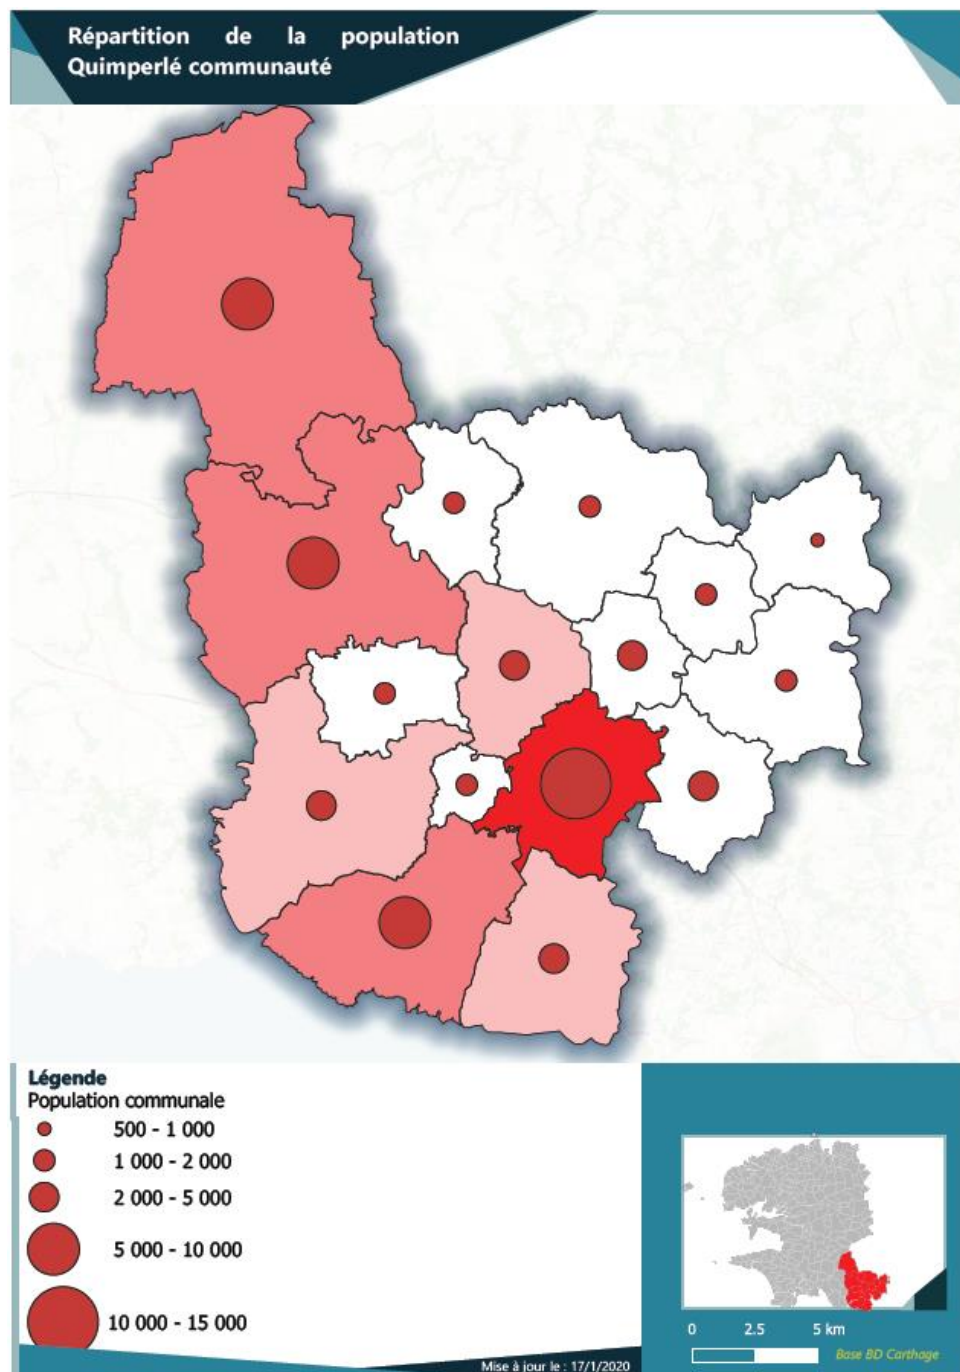 Répartition de la population
Quimperlé communauté
Légende
Population communale
500 - 1 000
1 000 - 2 000
2 000 - 5 000
5 000 - 10 000
10 000 - 15 000
0 2.5 5 km
Base BD Carthage
Mise à jour le : 17/1/2020